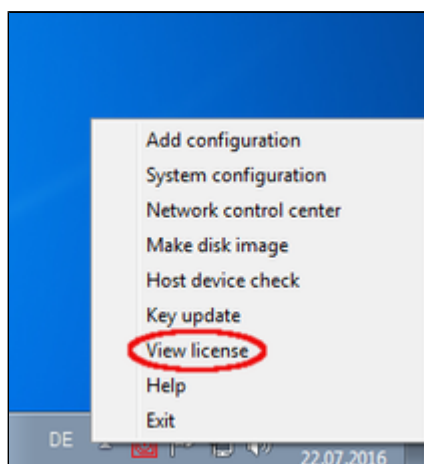 Add configuration
System configuration
Network control center
Make disk image
Host device check
Key update
View license
Help
Exit
DE
22.07.2016